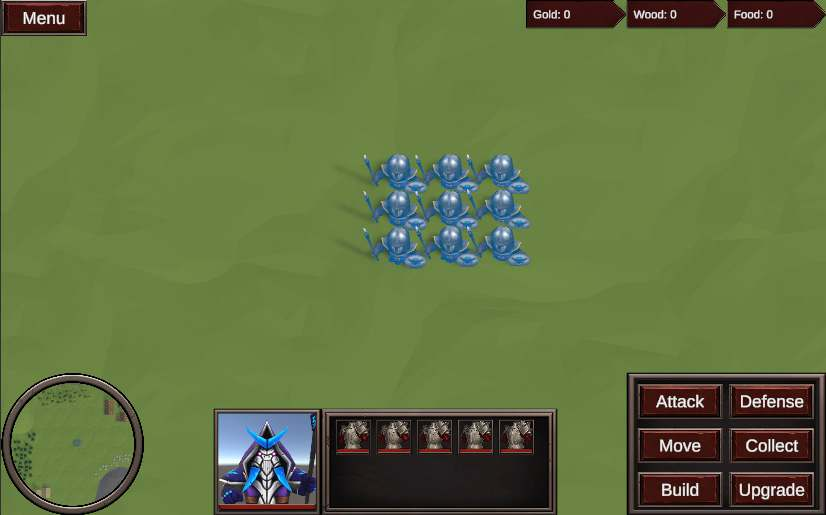 Menu
Gold: 0
Wood: 0
Food: 0
Attack
Defense
Move
Collect
Build
Upgrade